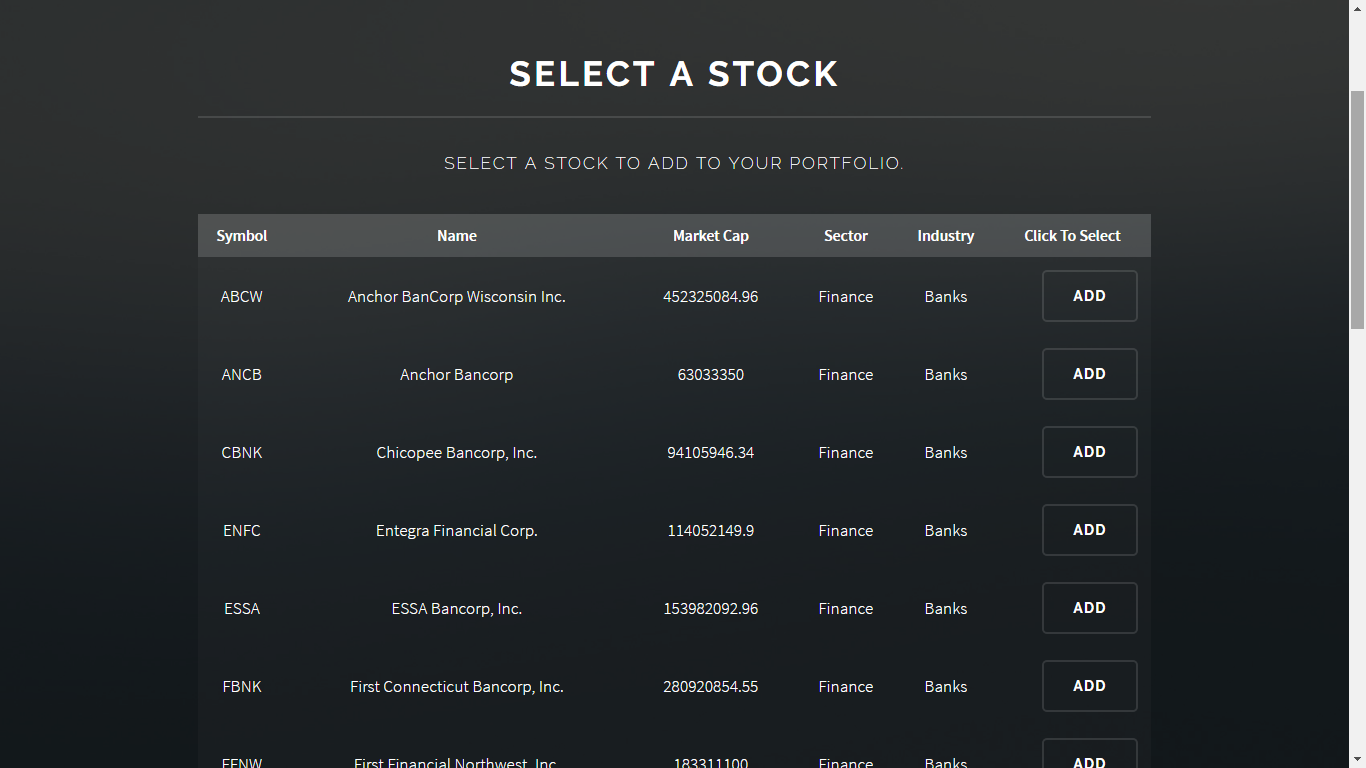 SELECT A STOCK
SELECT A STOCK TO ADD TO YOUR PORTFOLIO.
Symbol Name Market Cap Sector Industry Click To Select
ABCW Anchor BanCorp Wisconsin Inc. 452325084.96 Finance Banks ADD
ANCB Anchor Bancorp 63033350 Finance Banks ADD
CBNK Chicopee Bancorp, Inc. 94105946.34 Finance Banks ADD
ENFC Entegra Financial Corp. 114052149.9 Finance Banks ADD
ESSA ESSA Bancorp, Inc. 153982092.96 Finance Banks ADD
FBNK First Connecticut Bancorp, Inc. 280920854.55 Finance Banks ADD
FFNW First Financial Northwest, Inc. 183311100 Finance Banks ADD